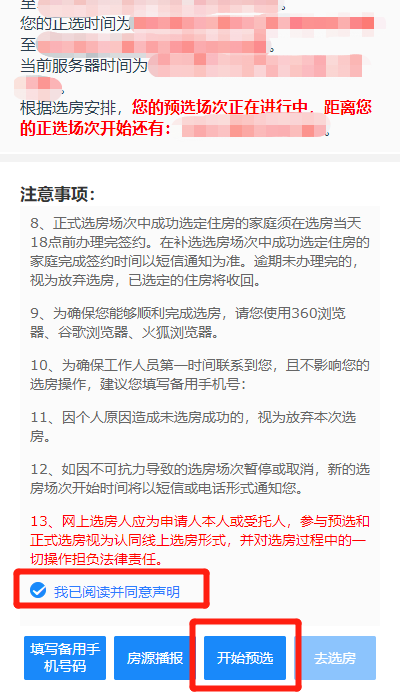 至
您的正选时间为
至
当前服务器时间为
。
根据选房安排，您的预选场次正在进行中，距离您
的正选场次开始还有：
注意事项：
8、正式选房场次中成功选定住房的家庭须在选房当天
18点前办理完签约。在补选选房场次中成功选定住房的
家庭完成签约时间以短信通知为准。逾期未办理完的，
视为放弃选房，已选定的住房将收回。
9、为确保您能够顺利完成选房，请您使用360浏览
器、谷歌浏览器、火狐浏览器。
10、为确保工作人员第一时间联系到您，且不影响您的
选房操作，建议您填写备用手机号：
11、因个人原因造成未选房成功的，视为放弃本次选
房。
12、如因不可抗力导致的选房场次暂停或取消，新的选
房场次开始时间将以短信或电话形式通知您。
13、网上选房人应为申请人本人或受托人，参与预选和
正式选房视为认同线上选房形式，并对选房过程中的一
切操作担负法律责任。
我已阅读并同意声明
填写备用手
机号码
房源播报
开始预选
去选房